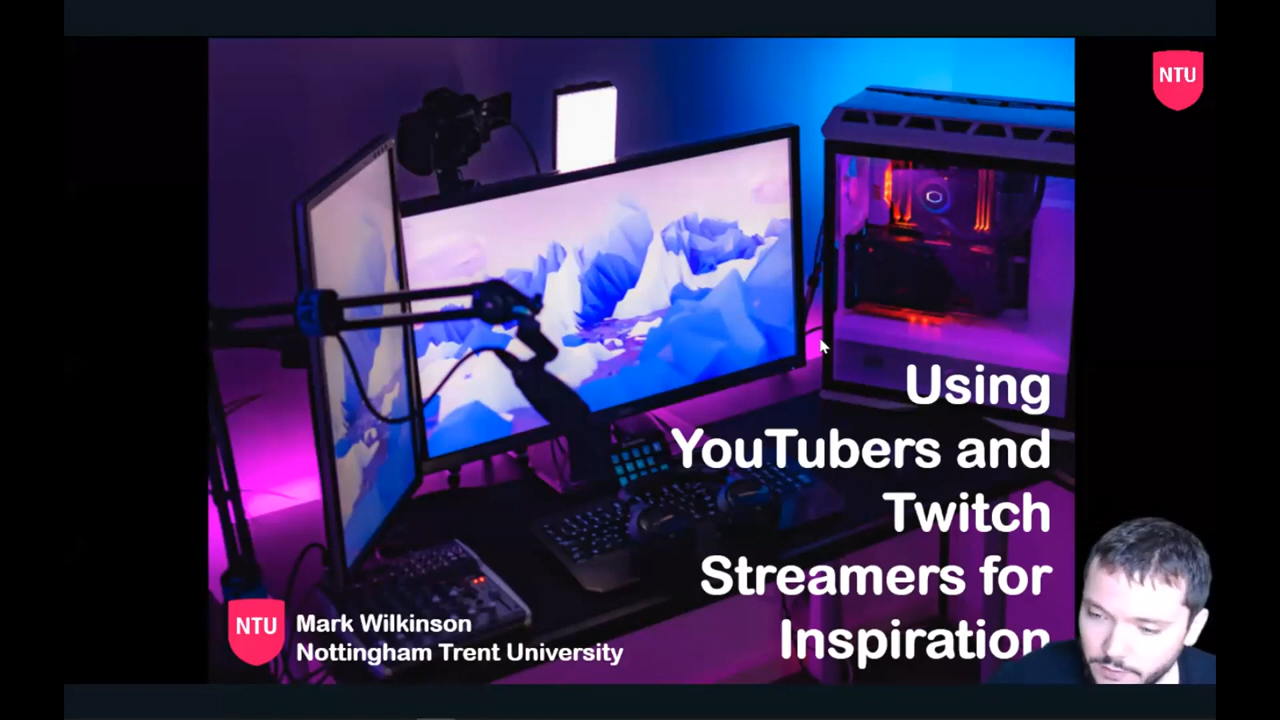 NTU
Using
YouTubers and
Twitch
Streamers for
Inspiration
NTU
Mark Wilkinson
Nottingham Trent University